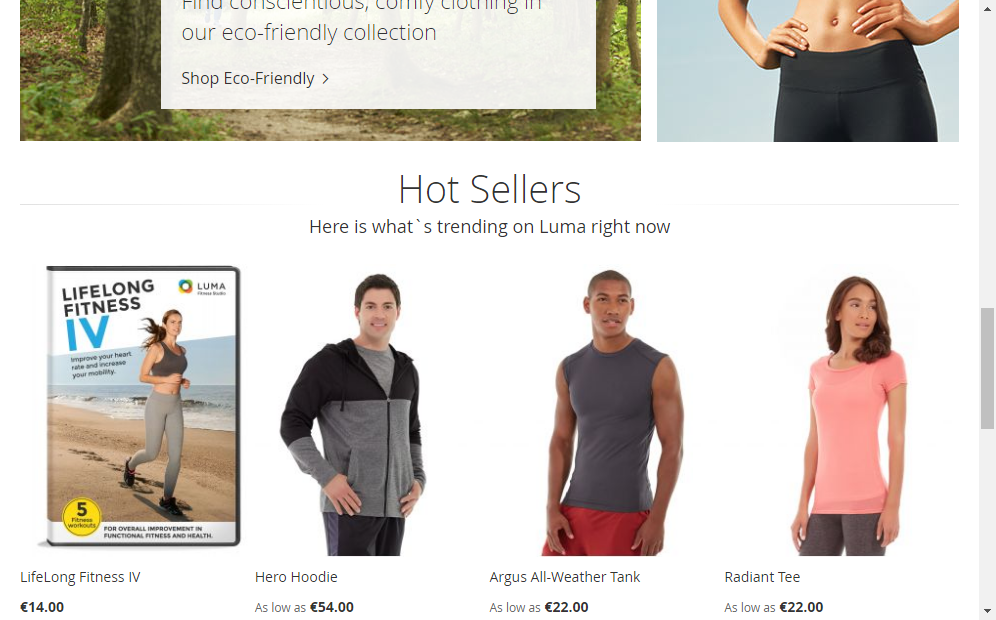 Find conscientious, comfy clothing in
our eco-friendly collection
Shop Eco-Friendly >
Hot Sellers
Here is what`s trending on Luma right now
LIFELONG
FITNESS
IV
Improve your heart
rate and increase
your mobility.
LUMA
Fitness Studio
5
Fitness
workouts
FOR OVERALL IMPROVEMENT IN
FUNCTIONAL FITNESS AND HEALTH.
LifeLong Fitness IV
€14.00
Hero Hoodie
As low as €54.00
Argus All-Weather Tank
As low as €22.00
Radiant Tee
As low as €22.00